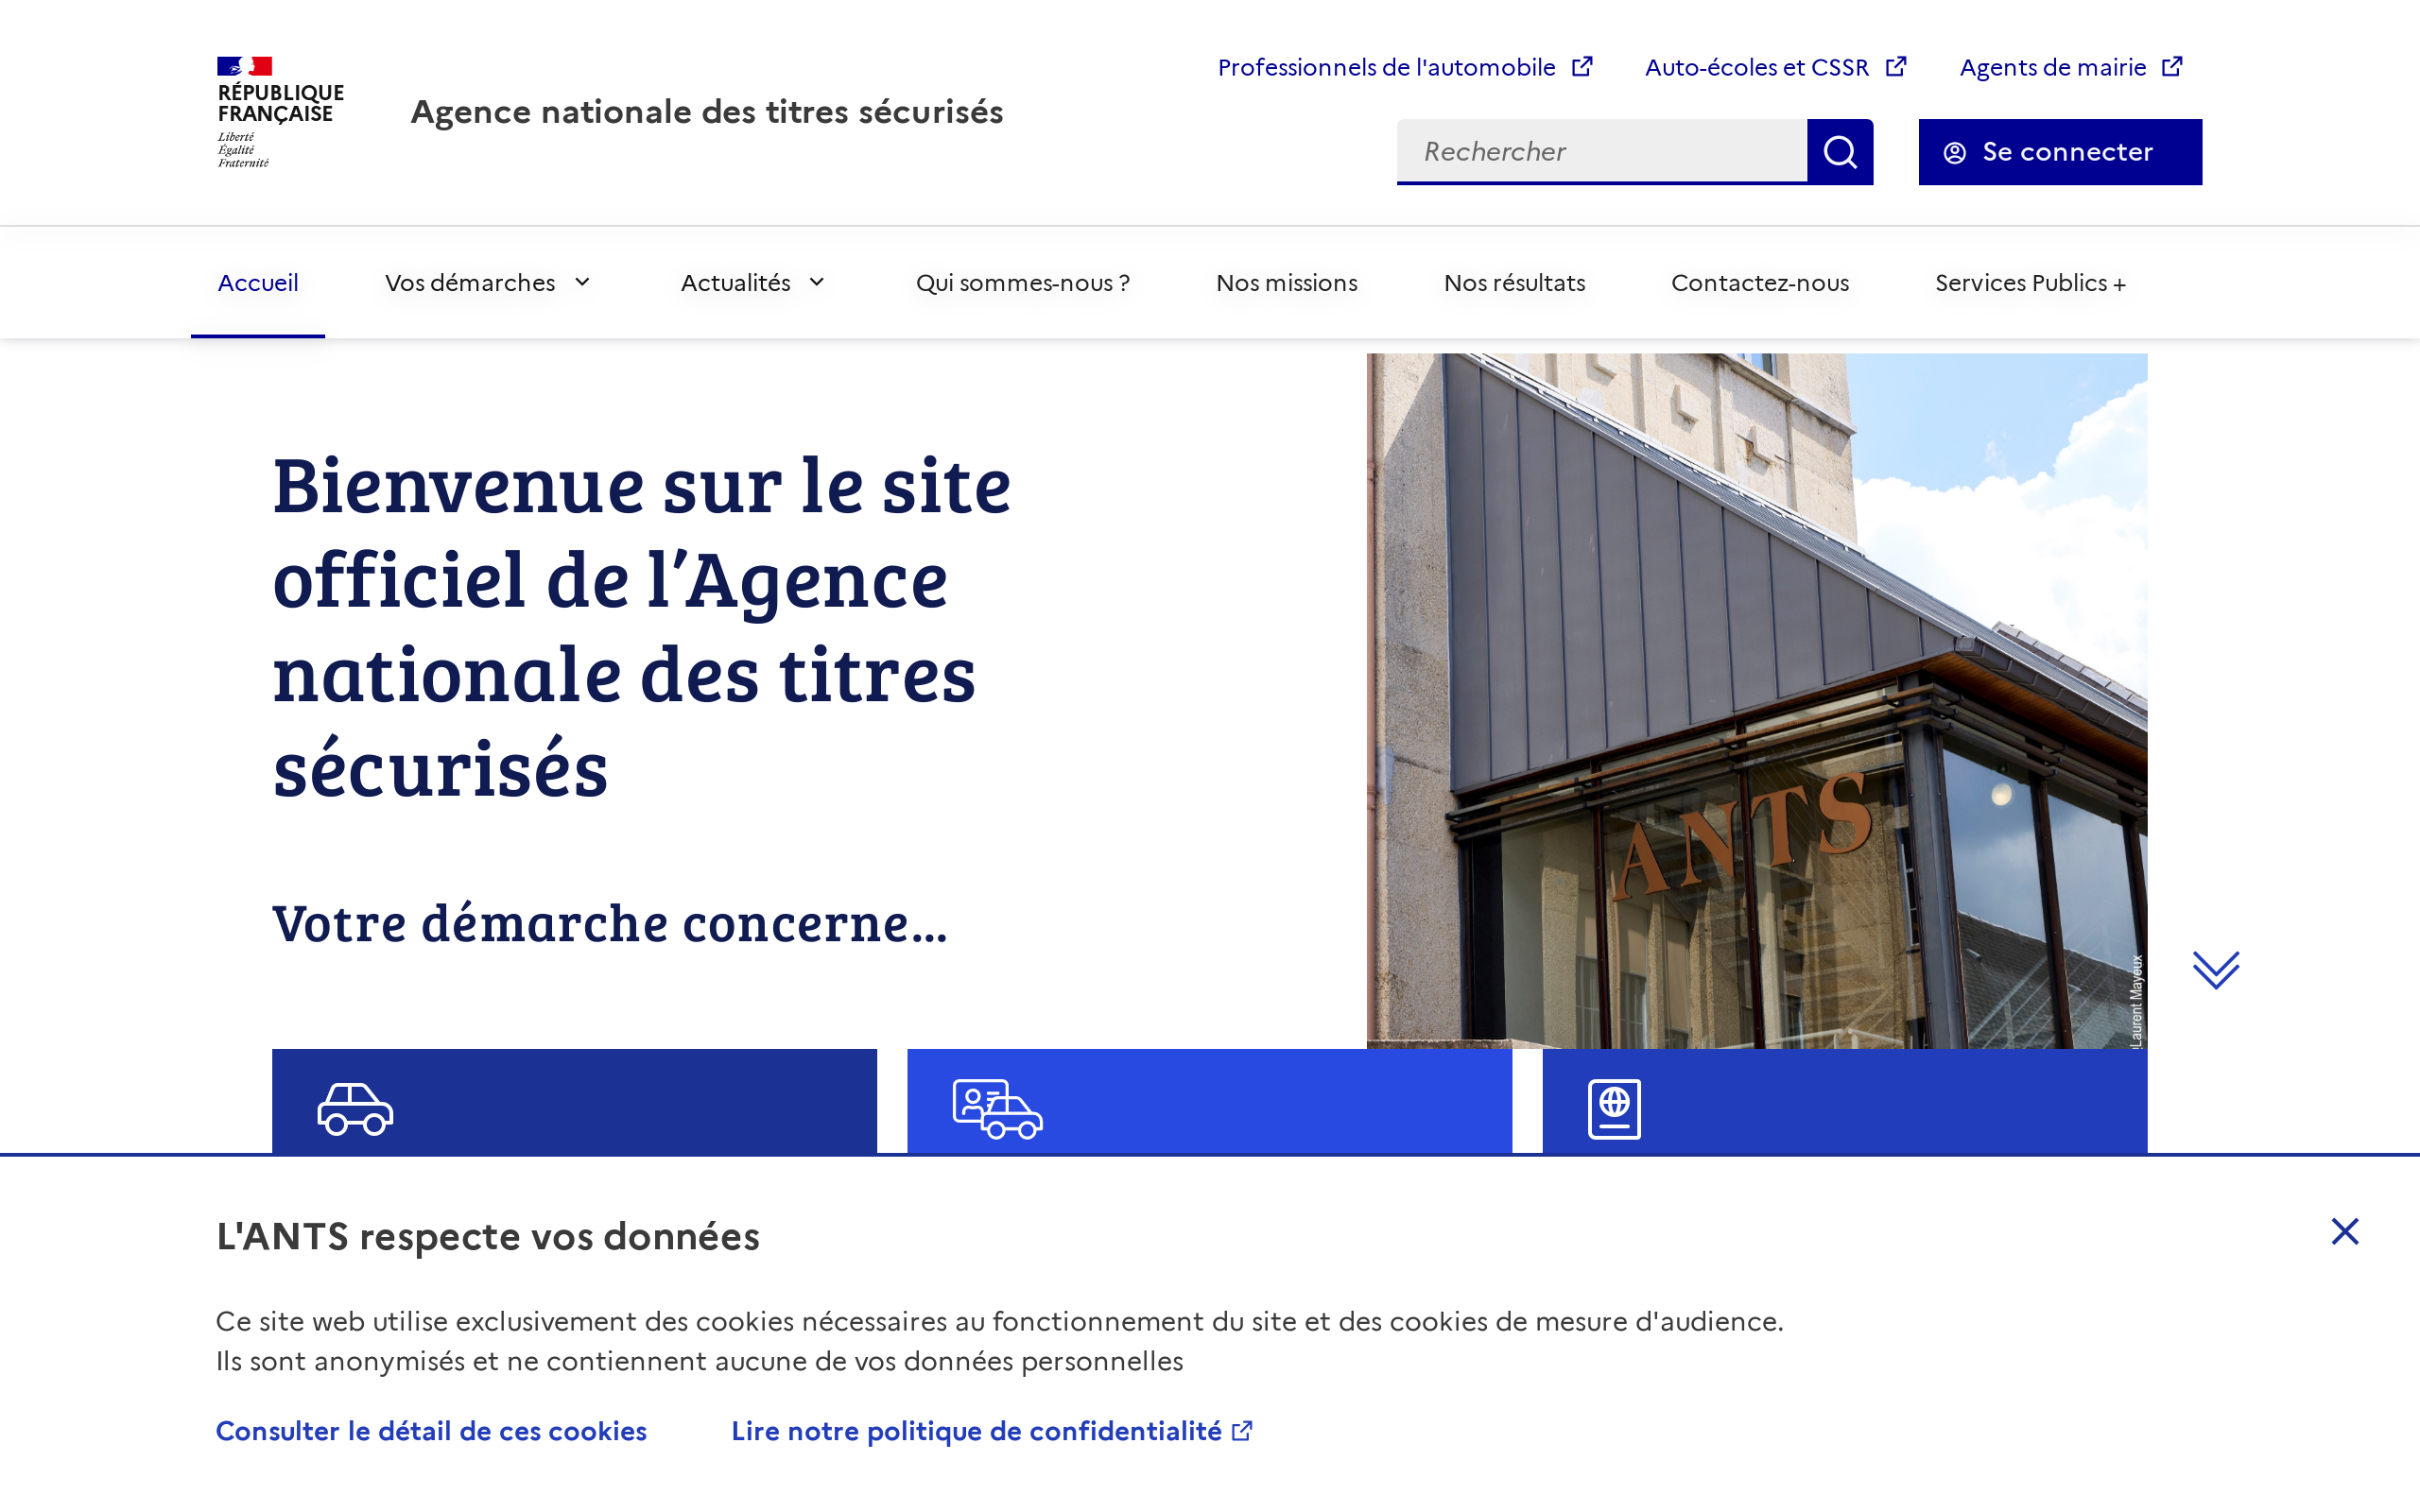 RÉPUBLIQUE
FRANÇAISE
Liberté
Égalité
Fraternité
Agence nationale des titres sécurisés
Professionnels de l'automobile
Auto-écoles et CSSR
Agents de mairie
Rechercher
Se connecter
Accueil
Vos démarches
Actualités
Qui sommes-nous ?
Nos missions
Nos résultats
Contactez-nous
Services Publics +
Bienvenue sur le site
officiel de l’Agence
nationale des titres
sécurisés
ANTS
Laurent Mayeux
Votre démarche concerne...
L'ANTS respecte vos données
Ce site web utilise exclusivement des cookies nécessaires au fonctionnement du site et des cookies de mesure d'audience.
Ils sont anonymisés et ne contiennent aucune de vos données personnelles
Consulter le détail de ces cookies
Lire notre politique de confidentialité